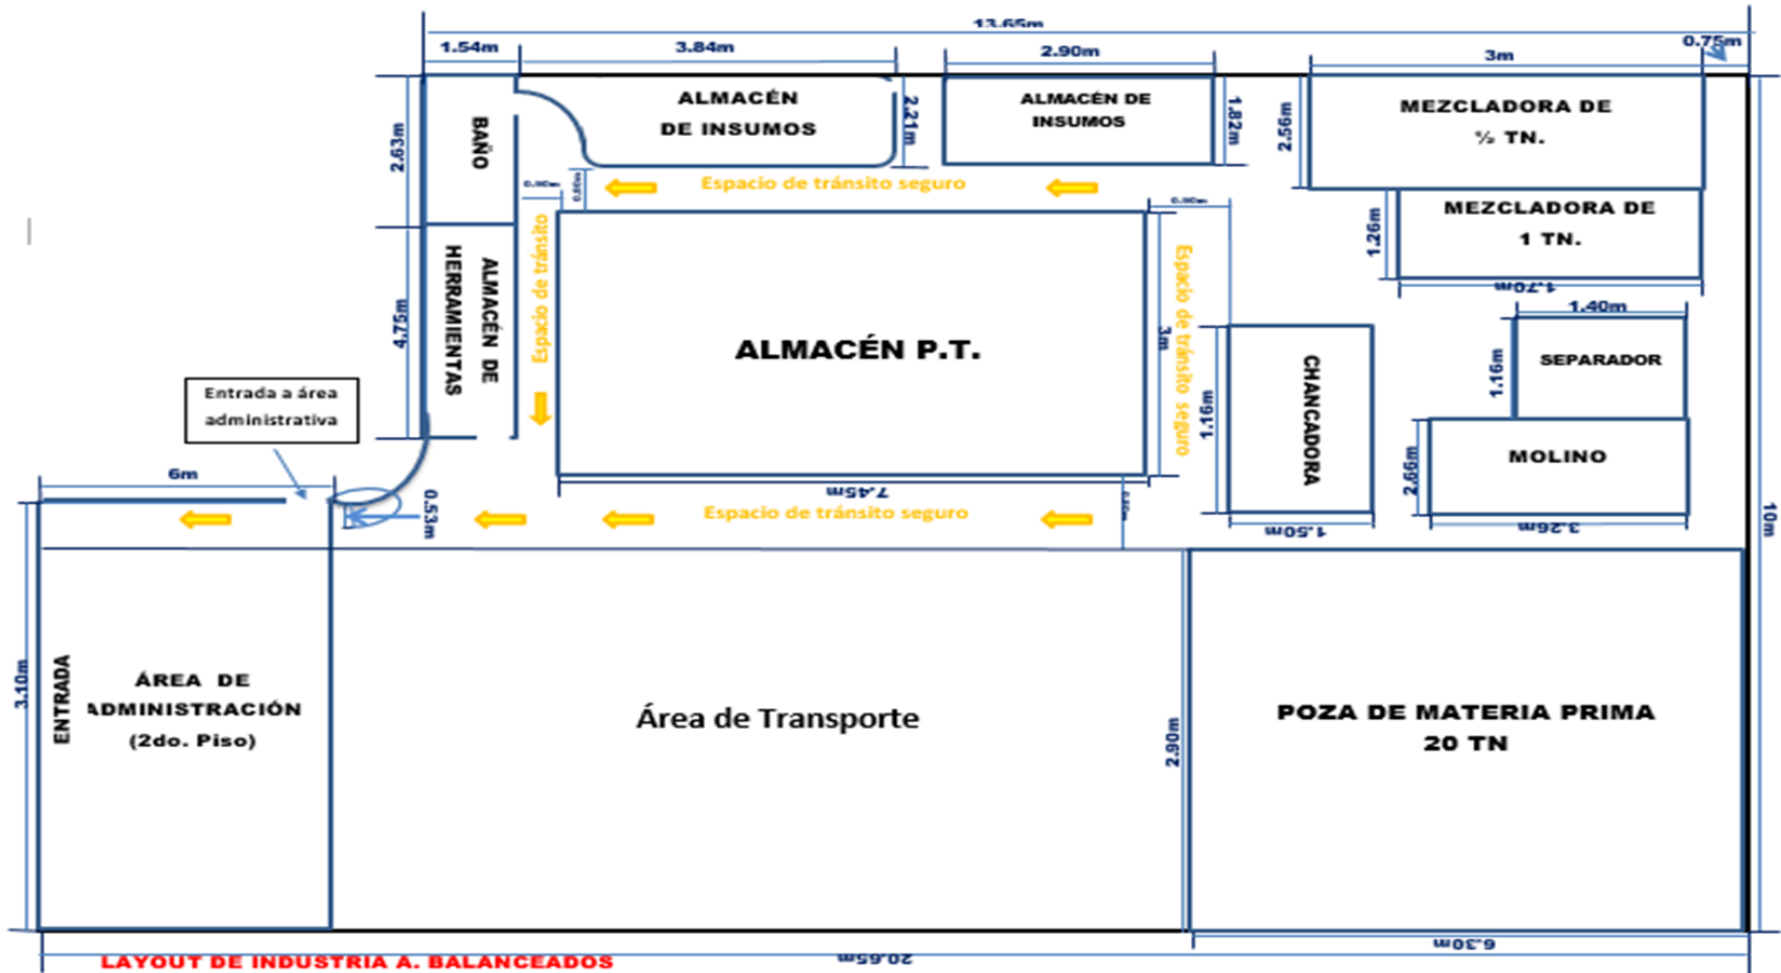 13.65m
1.54m
3.84m
2.90m
3m
0.75m
ALMACÉN
DE INSUMOS
2.21m
ALMACÉN DE
INSUMOS
1.82m
2.56m
MEZCLADORA DE
½ TN.
BAÑO
2.63m
Espacio de tránsito seguro
MEZCLADORA DE
1 TN.
1.26m
1.70m
ALMACÉN DE
HERRAMIENTAS
4.75m
Espacio de tránsito
ALMACÉN P.T.
3m
Espacio de tránsito seguro
7.45m
CHANCADORA
1.16m
1.50m
1.40m
SEPARADOR
1.16m
MOLINO
2.66m
3.26m
Entrada a área
administrativa
6m
0.53m
Espacio de tránsito seguro
10m
3.10m
ENTRADA
ÁREA DE
ADMINISTRACIÓN
(2do. Piso)
Área de Transporte
2.90m
POZA DE MATERIA PRIMA
20 TN
6.30m
20.65m
LAYOUT DE INDUSTRIA A. BALANCEADOS